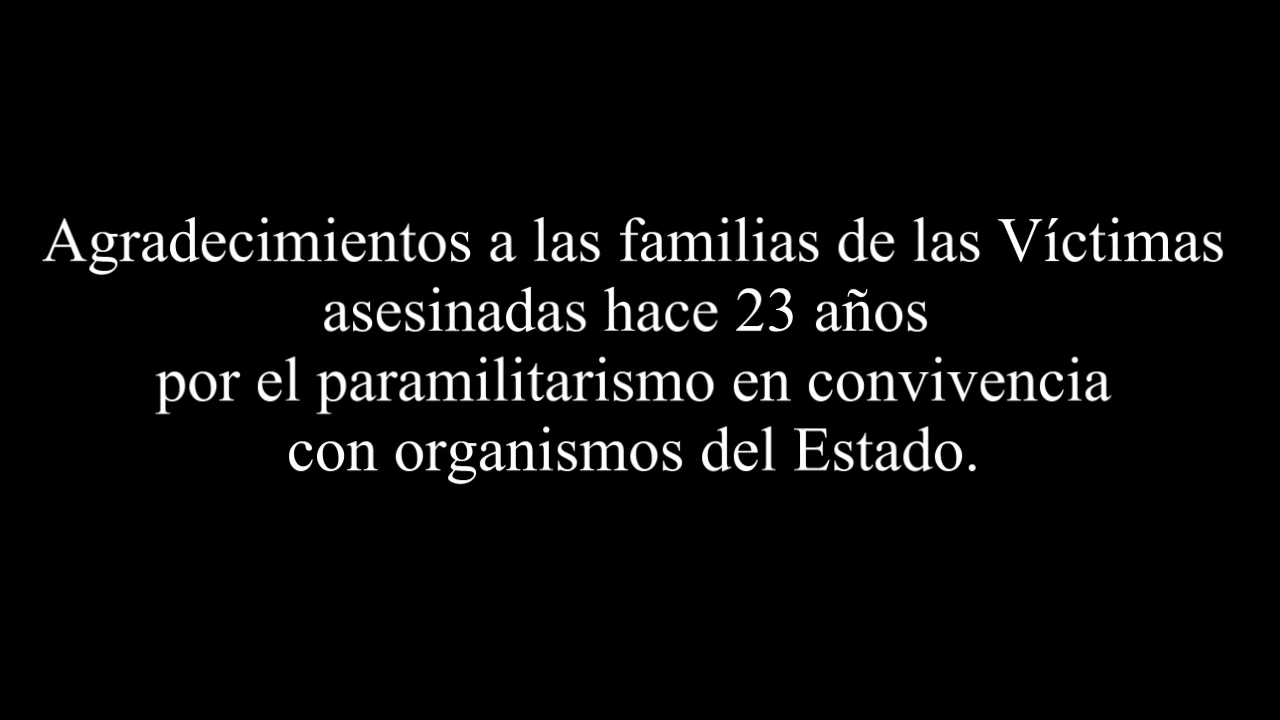 Agradecimientos a las familias de las Víctimas
asesinadas hace 23 años
por el paramilitarismo en convivencia
con organismos del Estado.